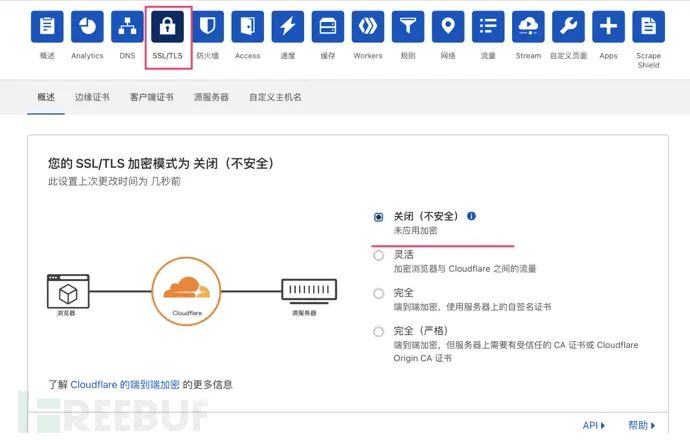 概述 Analytics DNS SSL/TLS 防火墙 Access 速度 缓存 Workers 规则 网络 流量 Stream 自定义页面 Apps Scrape Shield
概述 边缘证书 客户端证书 源服务器 自定义主机名
您的 SSL/TLS 加密模式为 关闭（不安全）
此设置上次更改时间为 几秒前
关闭（不安全）
未应用加密
灵活
加密浏览器与 Cloudflare 之间的流量
完全
端到端加密，使用服务器上的自签名证书
完全（严格）
端到端加密，但服务器上需要有受信任的 CA 证书或 Cloudflare
Origin CA 证书
浏览器 Cloudflare 源服务器
了解 Cloudflare 的端到端加密 的更多信息
FREEBUF
API 帮助